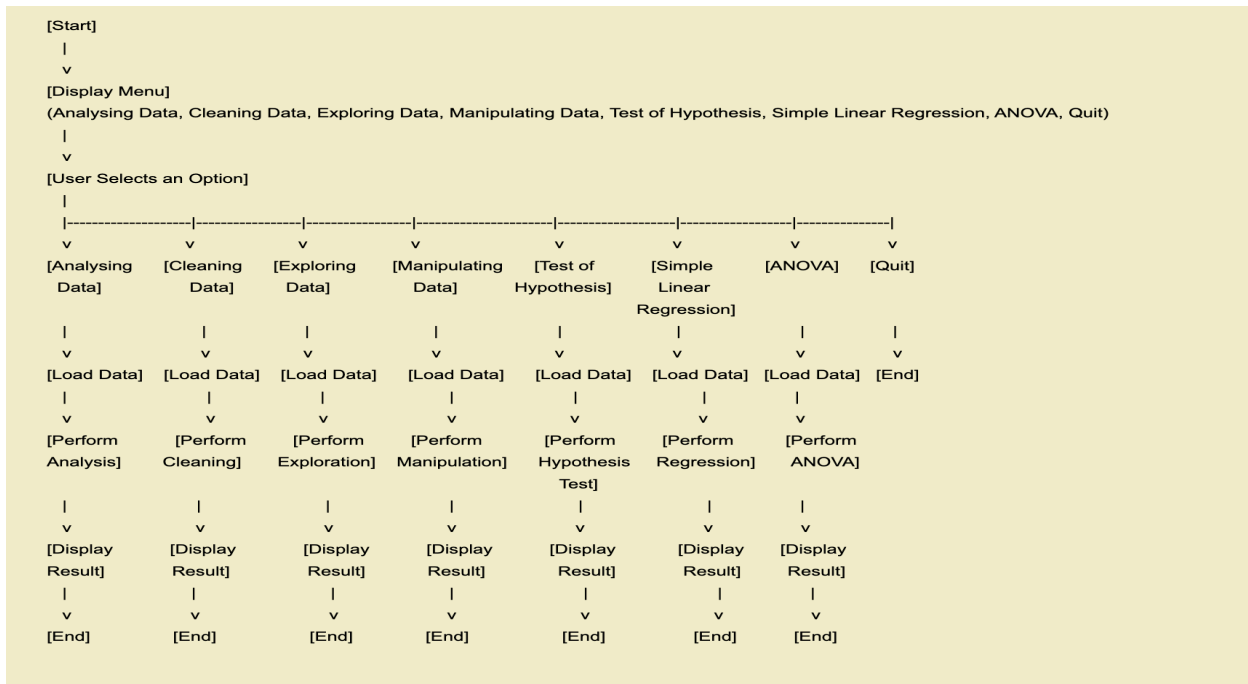 [Start]
|
v
[Display Menu]
(Analysing Data, Cleaning Data, Exploring Data, Manipulating Data, Test of Hypothesis, Simple Linear Regression, ANOVA, Quit)
|
v
[User Selects an Option]
|
|--------------------|-----------------|-----------------|----------------------|-------------------|------------------|---------------|
v v v v v v v v
[Analysing [Cleaning [Exploring [Manipulating [Test of [Simple [ANOVA] [Quit]
Data] Data] Data] Data] Hypothesis] Linear
Regression]
| | | | | | | |
v v v v v v v v
[Load Data] [Load Data] [Load Data] [Load Data] [Load Data] [Load Data] [Load Data] [End]
| | | | | | |
v v v v v v v
[Perform [Perform [Perform [Perform [Perform [Perform [Perform
Analysis] Cleaning] Exploration] Manipulation] Hypothesis Regression] ANOVA]
Test]
| | | | | | |
v v v v v v v
[Display [Display [Display [Display [Display [Display [Display
Result] Result] Result] Result] Result] Result] Result]
| | | | | | |
v v v v v v v
[End] [End] [End] [End] [End] [End] [End]